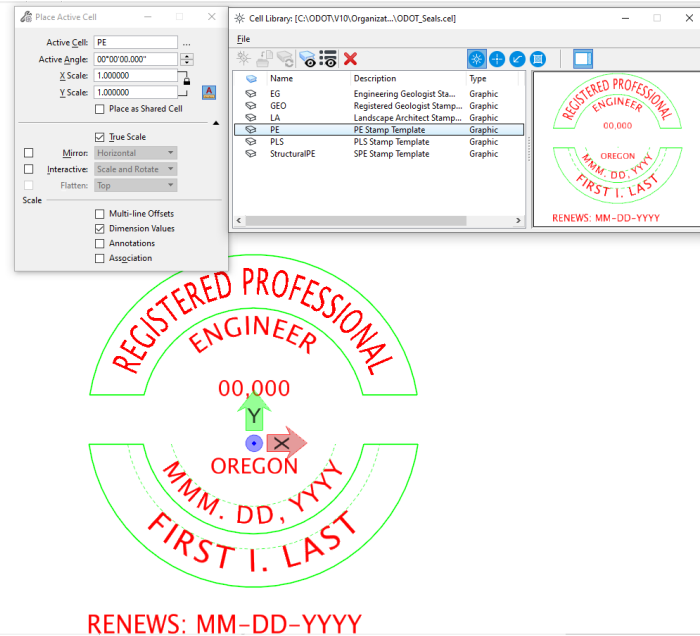 Place Active Cell
Active Cell: PE ...
Active Angle: 00°00'00.000"
X Scale: 1.000000
Y Scale: 1.000000
A
Place as Shared Cell
True Scale
Mirror: Horizontal
Interactive: Scale and Rotate
Flatten: Top
Scale
Multi-line Offsets
Dimension Values
Annotations
Association
Cell Library: [C:\ODOT\V10\Organizat...\ODOT_Seals.cel]
File
Name Description Type
EG Engineering Geologist Sta... Graphic
GEO Registered Geologist Stamp... Graphic
LA Landscape Architect Stamp... Graphic
PE PE Stamp Template Graphic
PLS PLS Stamp Template Graphic
StructuralPE SPE Stamp Template Graphic
REGISTERED PROFESSIONAL
ENGINEER
00,000
OREGON
MMM. DD, YYYY
FIRST I. LAST
RENEWS: MM-DD-YYYY
REGISTERED PROFESSIONAL
ENGINEER
00,000
Y
X
OREGON
MMM. DD, YYYY
FIRST I. LAST
RENEWS: MM-DD-YYYY